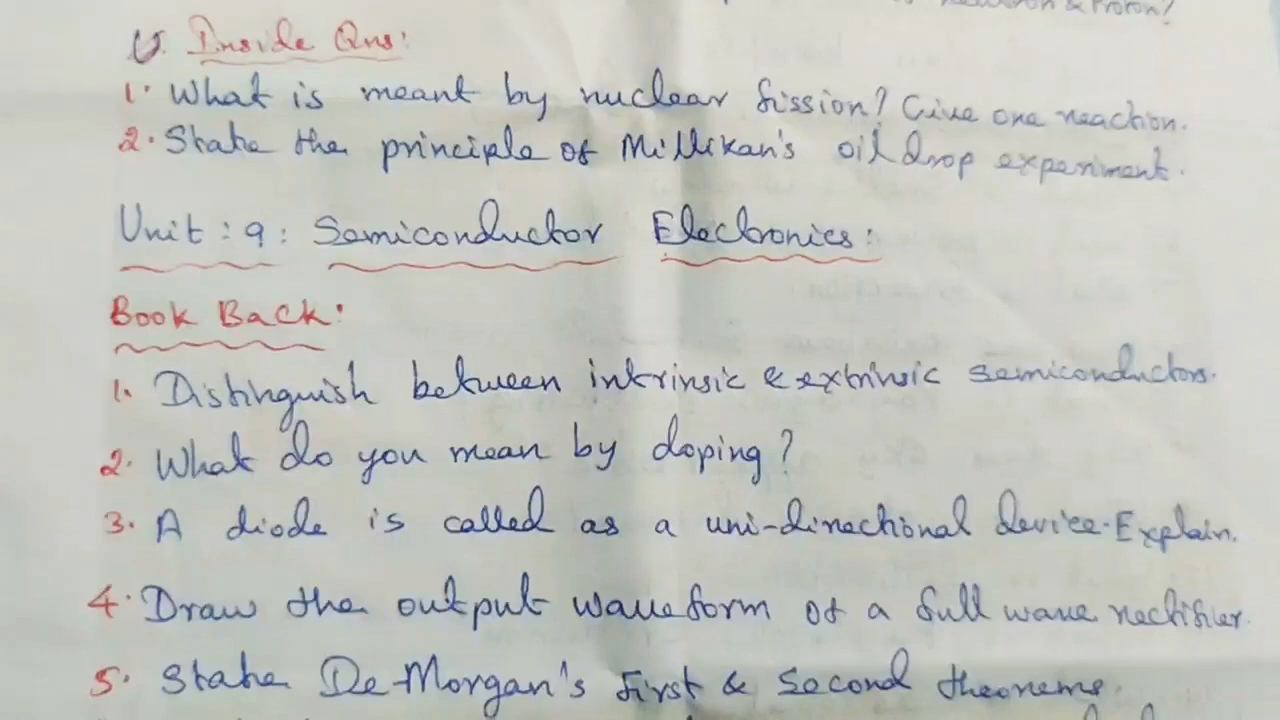 Neutron & Proton?
Inside Qns:
1. What is meant by nuclear fission? Give one reaction.
2. State the principle of Millikan's oil drop experiment.
Unit : 9 : Semiconductor Electronics:
Book Back:
1. Distinguish between intrinsic & extrinsic semiconductors.
2. What do you mean by doping?
3. A diode is called as a uni-directional device. Explain.
4. Draw the output waveform of a full wave rectifier.
5. State De-Morgan's first & second theorems.